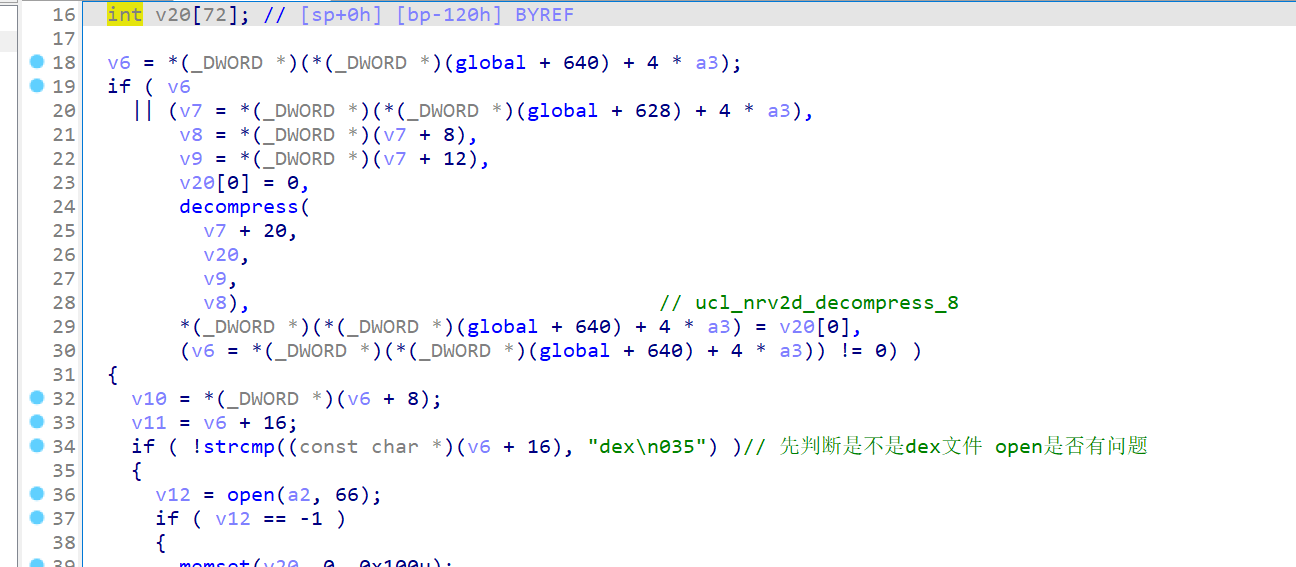 16 int v20[72]; // [sp+0h] [bp-120h] BYREF
17
18 v6 = *(_DWORD *)(*(_DWORD *)(global + 640) + 4 * a3);
19 if ( v6
20 || (v7 = *(_DWORD *)(*(_DWORD *)(global + 628) + 4 * a3),
21 v8 = *(_DWORD *)(v7 + 8),
22 v9 = *(_DWORD *)(v7 + 12),
23 v20[0] = 0,
24 decompress(
25 v7 + 20,
26 v20,
27 v9,
28 v8), // ucl_nrv2d_decompress_8
29 *(_DWORD *)(*(_DWORD *)(global + 640) + 4 * a3) = v20[0],
30 (v6 = *(_DWORD *)(*(_DWORD *)(global + 640) + 4 * a3)) != 0) )
31 {
32 v10 = *(_DWORD *)(v6 + 8);
33 v11 = v6 + 16;
34 if ( !strcmp((const char *)(v6 + 16), "dex\n035") )// 先判断是不是dex文件 open是否有问题
35 {
36 v12 = open(a2, 66);
37 if ( v12 == -1 )
38 {
39 memset(v20, 0, 0x100u);